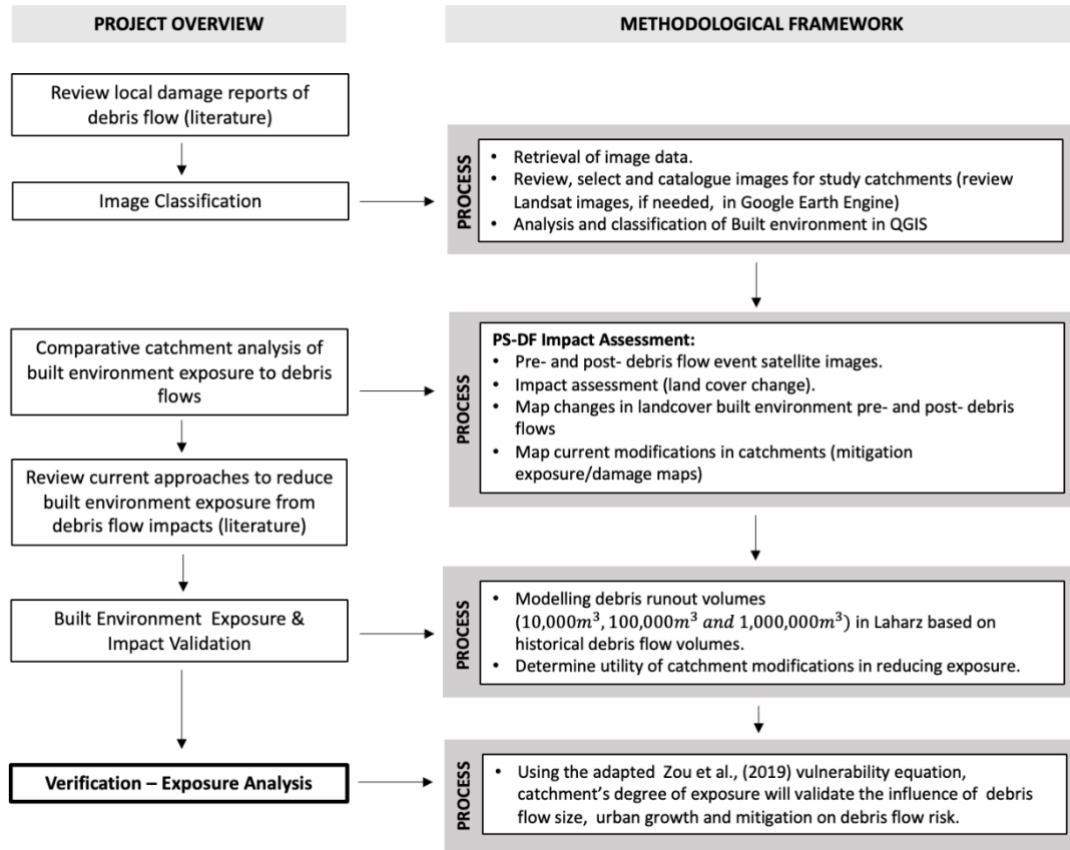 PROJECT OVERVIEW
METHODOLOGICAL FRAMEWORK
Review local damage reports of
debris flow (literature)
Image Classification
PROCESS
• Retrieval of image data.
• Review, select and catalogue images for study catchments (review
Landsat images, if needed, in Google Earth Engine)
• Analysis and classification of Built environment in QGIS
Comparative catchment analysis of
built environment exposure to debris
flows
PROCESS
PS-DF Impact Assessment:
• Pre- and post- debris flow event satellite images.
• Impact assessment (land cover change).
• Map changes in landcover built environment pre- and post- debris
flows
• Map current modifications in catchments (mitigation
exposure/damage maps)
Review current approaches to reduce
built environment exposure from
debris flow impacts (literature)
Built Environment Exposure &
Impact Validation
PROCESS
• Modelling debris runout volumes
(10,000m³, 100,000m³ and 1,000,000m³) in Laharz based on
historical debris flow volumes.
• Determine utility of catchment modifications in reducing exposure.
Verification – Exposure Analysis
PROCESS
• Using the adapted Zou et al., (2019) vulnerability equation,
catchment's degree of exposure will validate the influence of debris
flow size, urban growth and mitigation on debris flow risk.